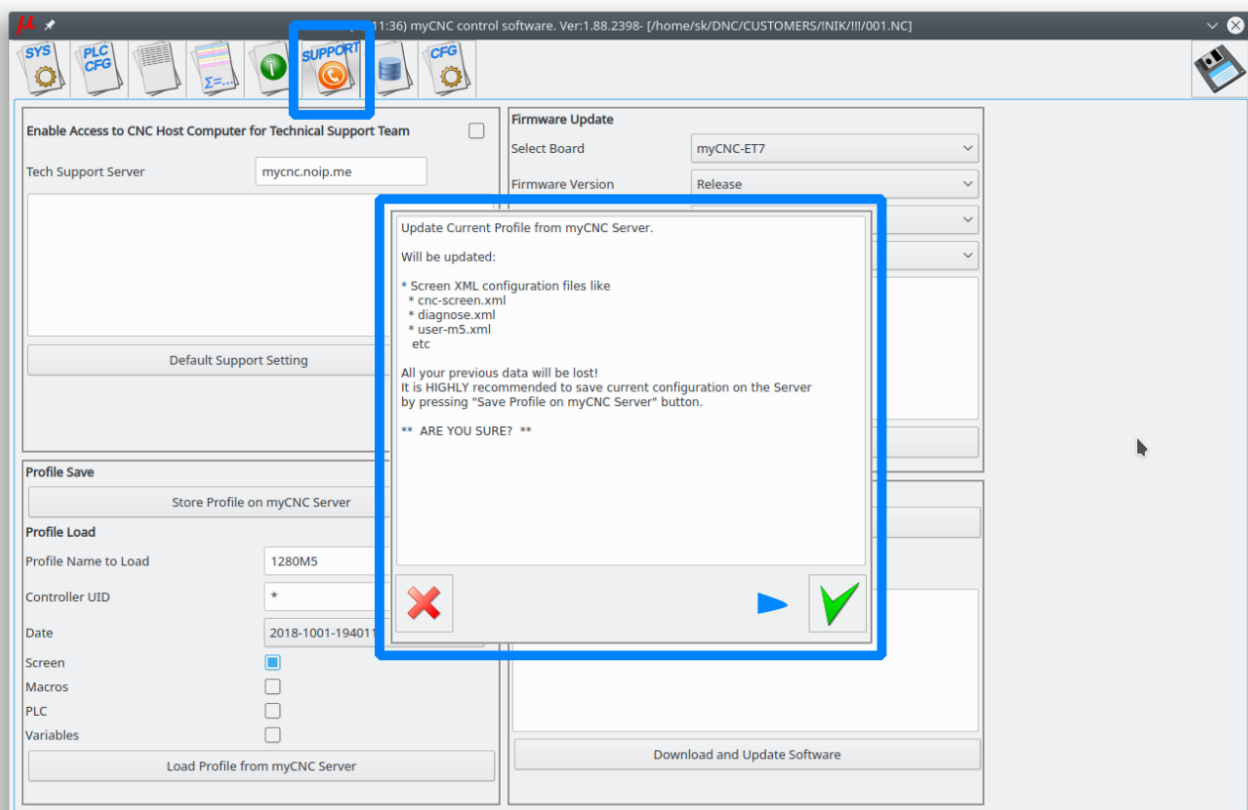 µ
11:36) myCNC control software. Ver:1.88.2398- [/home/sk/DNC/CUSTOMERS/!NIK/!!!/001.NC]
SYS
PLC CFG
Σ=...
SUPPORT
CFG
Enable Access to CNC Host Computer for Technical Support Team
Tech Support Server
mycnc.noip.me
Default Support Setting
Firmware Update
Select Board
myCNC-ET7
Firmware Version
Release
Update Current Profile from myCNC Server.
Will be updated:
* Screen XML configuration files like
* cnc-screen.xml
* diagnose.xml
* user-m5.xml
etc
All your previous data will be lost!
It is HIGHLY recommended to save current configuration on the Server
by pressing "Save Profile on myCNC Server" button.
** ARE YOU SURE? **
Profile Save
Store Profile on myCNC Server
Profile Load
Profile Name to Load
1280M5
Controller UID
*
Date
2018-1001-19401
Screen
Macros
PLC
Variables
Load Profile from myCNC Server
Download and Update Software